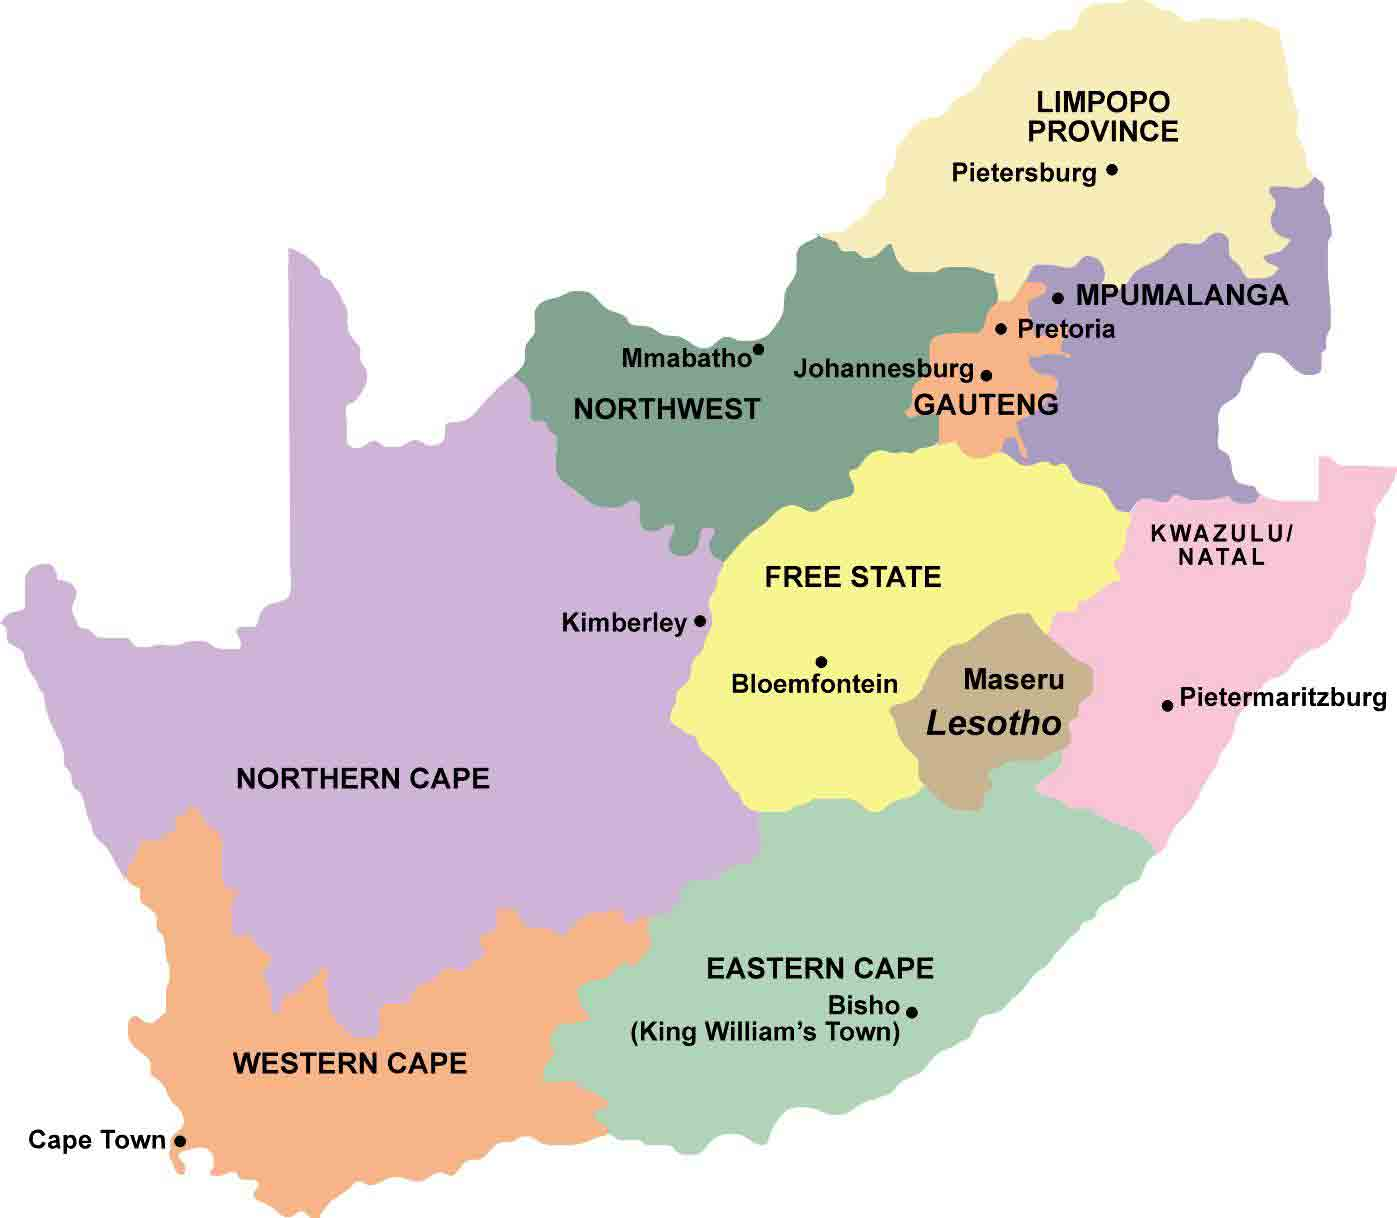 LIMPOPO
PROVINCE
Pietersburg
MPUMALANGA
Pretoria
Mmabatho
Johannesburg
NORTHWEST
GAUTENG
KWAZULU/
NATAL
FREE STATE
Kimberley
Bloemfontein
Maseru
Lesotho
Pietermaritzburg
NORTHERN CAPE
EASTERN CAPE
Bisho
(King William’s Town)
WESTERN CAPE
Cape Town